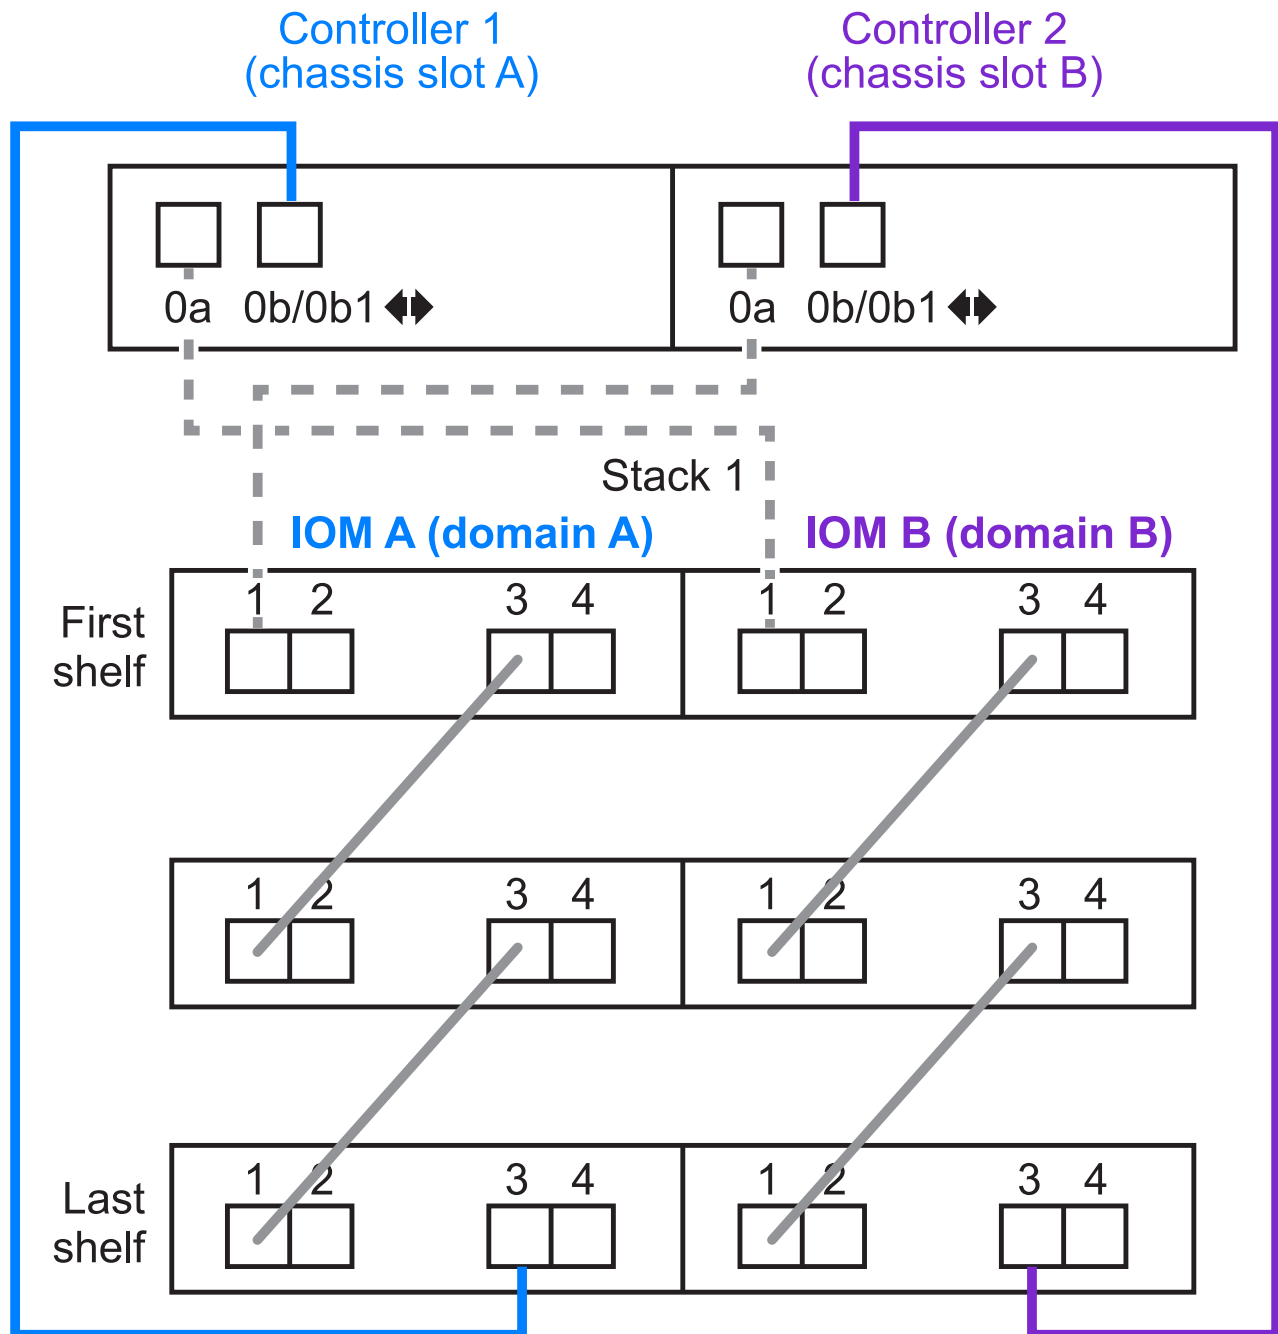 Controller 1
(chassis slot A)
Controller 2
(chassis slot B)
0a 0b/0b1
0a 0b/0b1
Stack 1
IOM A (domain A)
IOM B (domain B)
First
shelf
1 2 3 4
1 2 3 4
1 2 3 4
1 2 3 4
Last
shelf
1 2 3 4
1 2 3 4